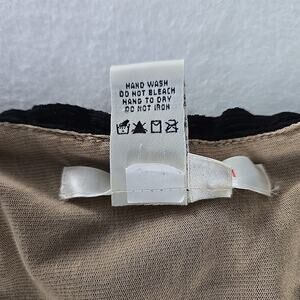 HAND WASH
DO NOT BLEACH
HANG TO DRY
DO NOT IRON